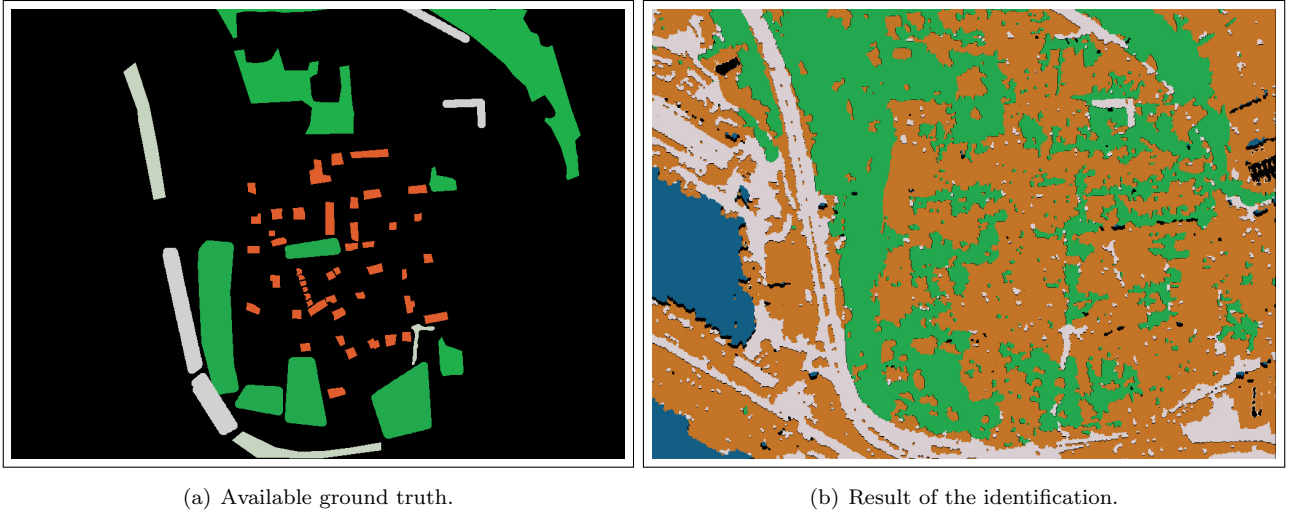 (a) Available ground truth.
(b) Result of the identification.